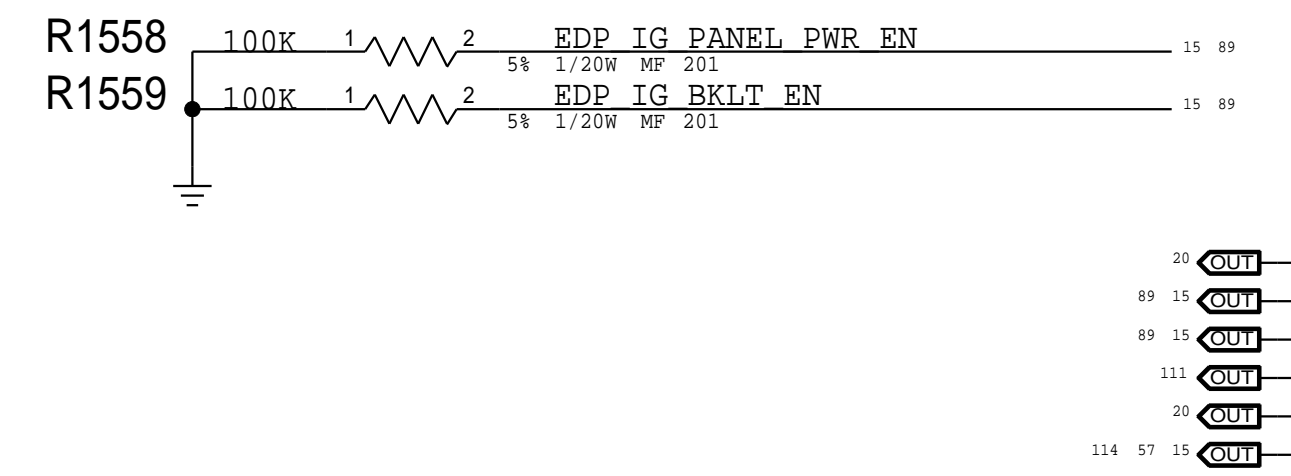 R1558 100K 1 2 EDP_IG_PANEL_PWR_EN 15 89
5% 1/20W MF 201
R1559 100K 1 2 EDP_IG_BKLT_EN 15 89
5% 1/20W MF 201
20 OUT
89 15 OUT
89 15 OUT
111 OUT
20 OUT
114 57 15 OUT